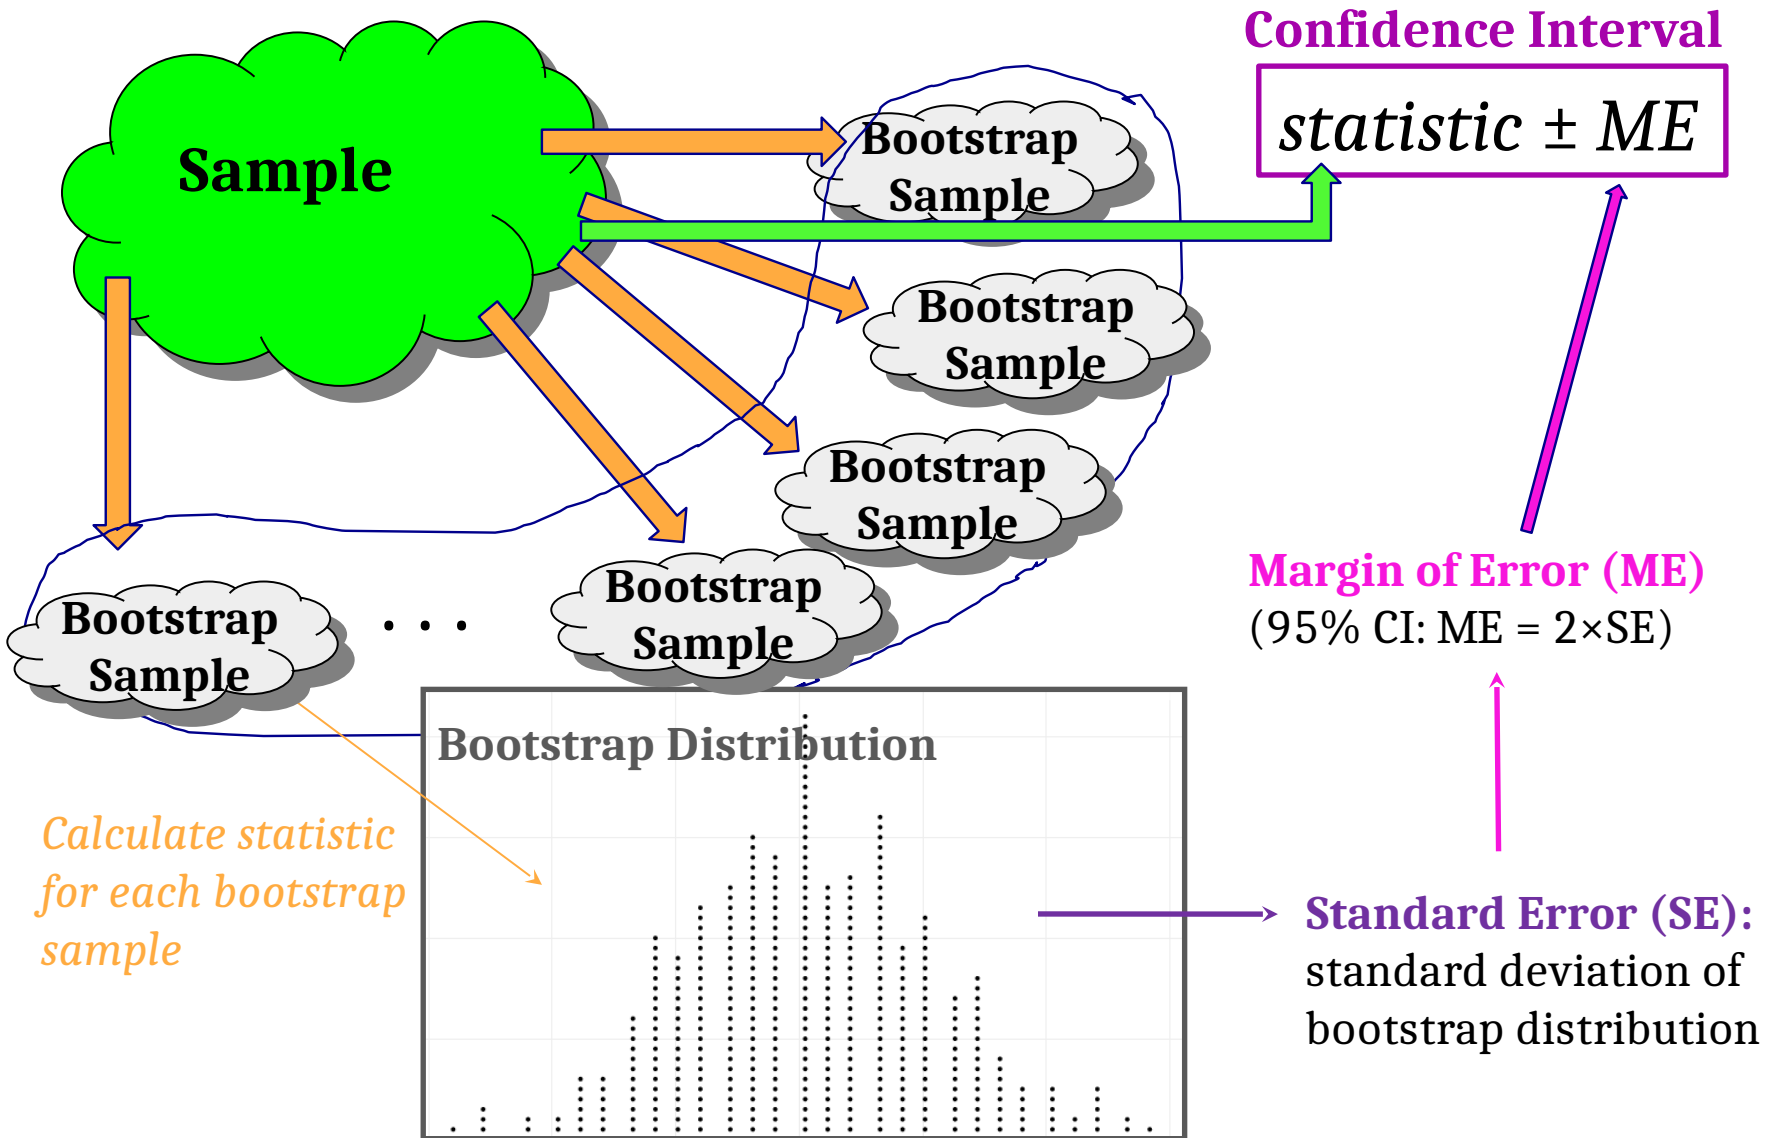 Confidence Interval
statistic ± ME
Sample
Bootstrap
Sample
Bootstrap
Sample
Bootstrap
Sample
Bootstrap
Sample
Bootstrap
Sample
. . .
Margin of Error (ME)
(95% CI: ME = 2×SE)
Bootstrap Distribution
Calculate statistic
for each bootstrap
sample
Standard Error (SE):
standard deviation of
bootstrap distribution